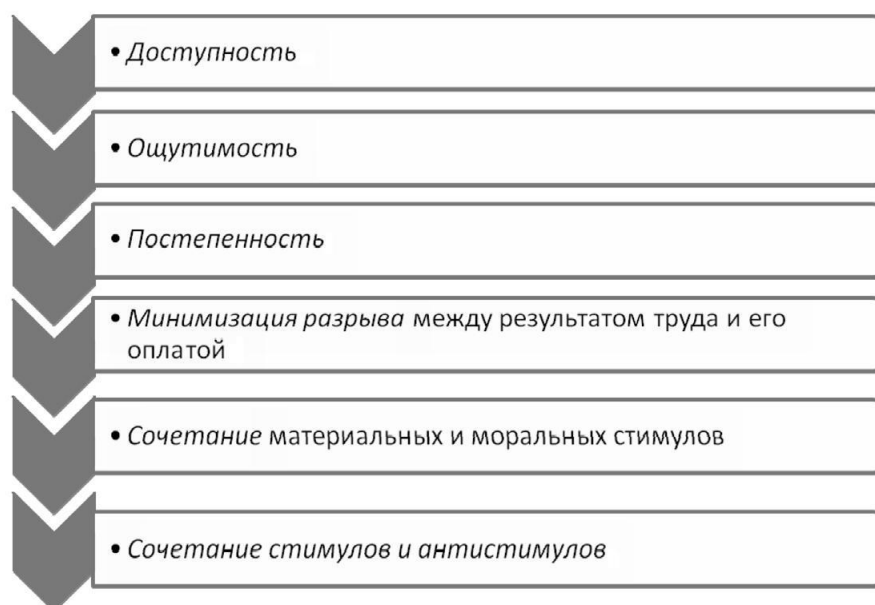 • Доступность
• Ощутимость
• Постепенность
• Минимизация разрыва между результатом труда и его
оплатой
• Сочетание материальных и моральных стимулов
• Сочетание стимулов и антистимулов